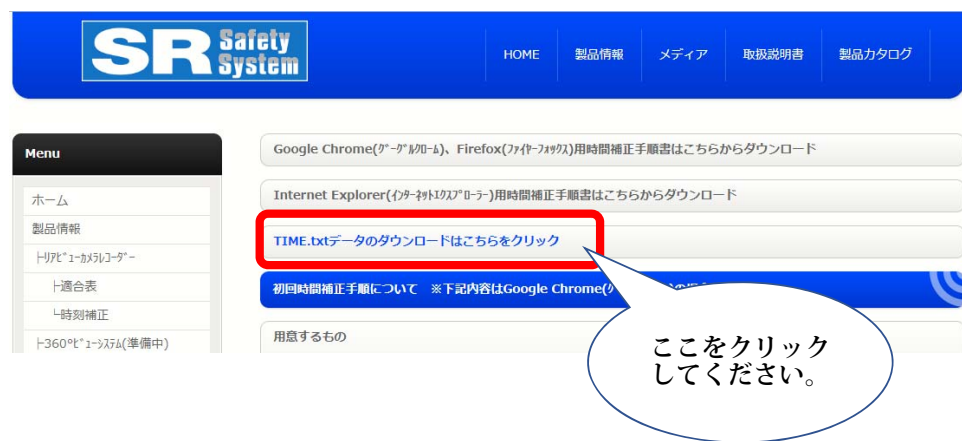 SR Safety System
HOME 製品情報 メディア 取扱説明書 製品カタログ
Menu
ホーム
製品情報
├ﾘｱﾋﾞｭｰｶﾒﾗﾚｺｰﾀﾞｰ
├適合表
└時刻補正
├360°ﾋﾞｭｰｼｽﾃﾑ(準備中)
Google Chrome(ｸﾞｰｸﾞﾙｸﾛｰﾑ)、Firefox(ﾌｧｲﾔｰﾌｫｯｸｽ)用時間補正手順書はこちらからダウンロード
Internet Explorer(ｲﾝﾀｰﾈｯﾄｴｸｽﾌﾟﾛｰﾗｰ)用時間補正手順書はこちらからダウンロード
TIME.txtデータのダウンロードはこちらをクリック
初回時間補正手順について ※下記内容はGoogle Chrome(
用意するもの
ここをクリック
してください。